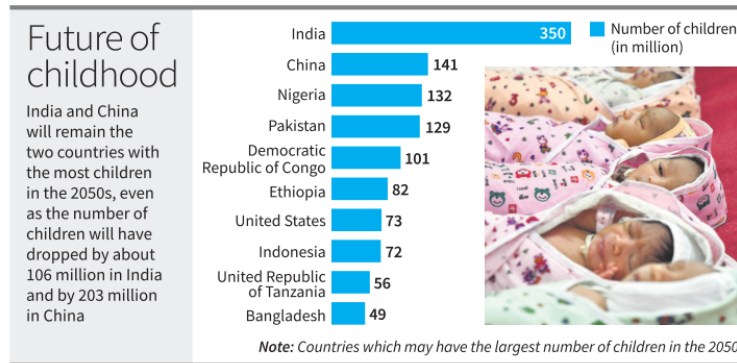 Future of
childhood
India and China
will remain the
two countries with
the most children
in the 2050s, even
as the number of
children will have
dropped by about
106 million in India
and by 203 million
in China
India 350
China 141
Nigeria 132
Pakistan 129
Democratic
Republic of Congo 101
Ethiopia 82
United States 73
Indonesia 72
United Republic
of Tanzania 56
Bangladesh 49
Number of children
(in million)
Note: Countries which may have the largest number of children in the 2050